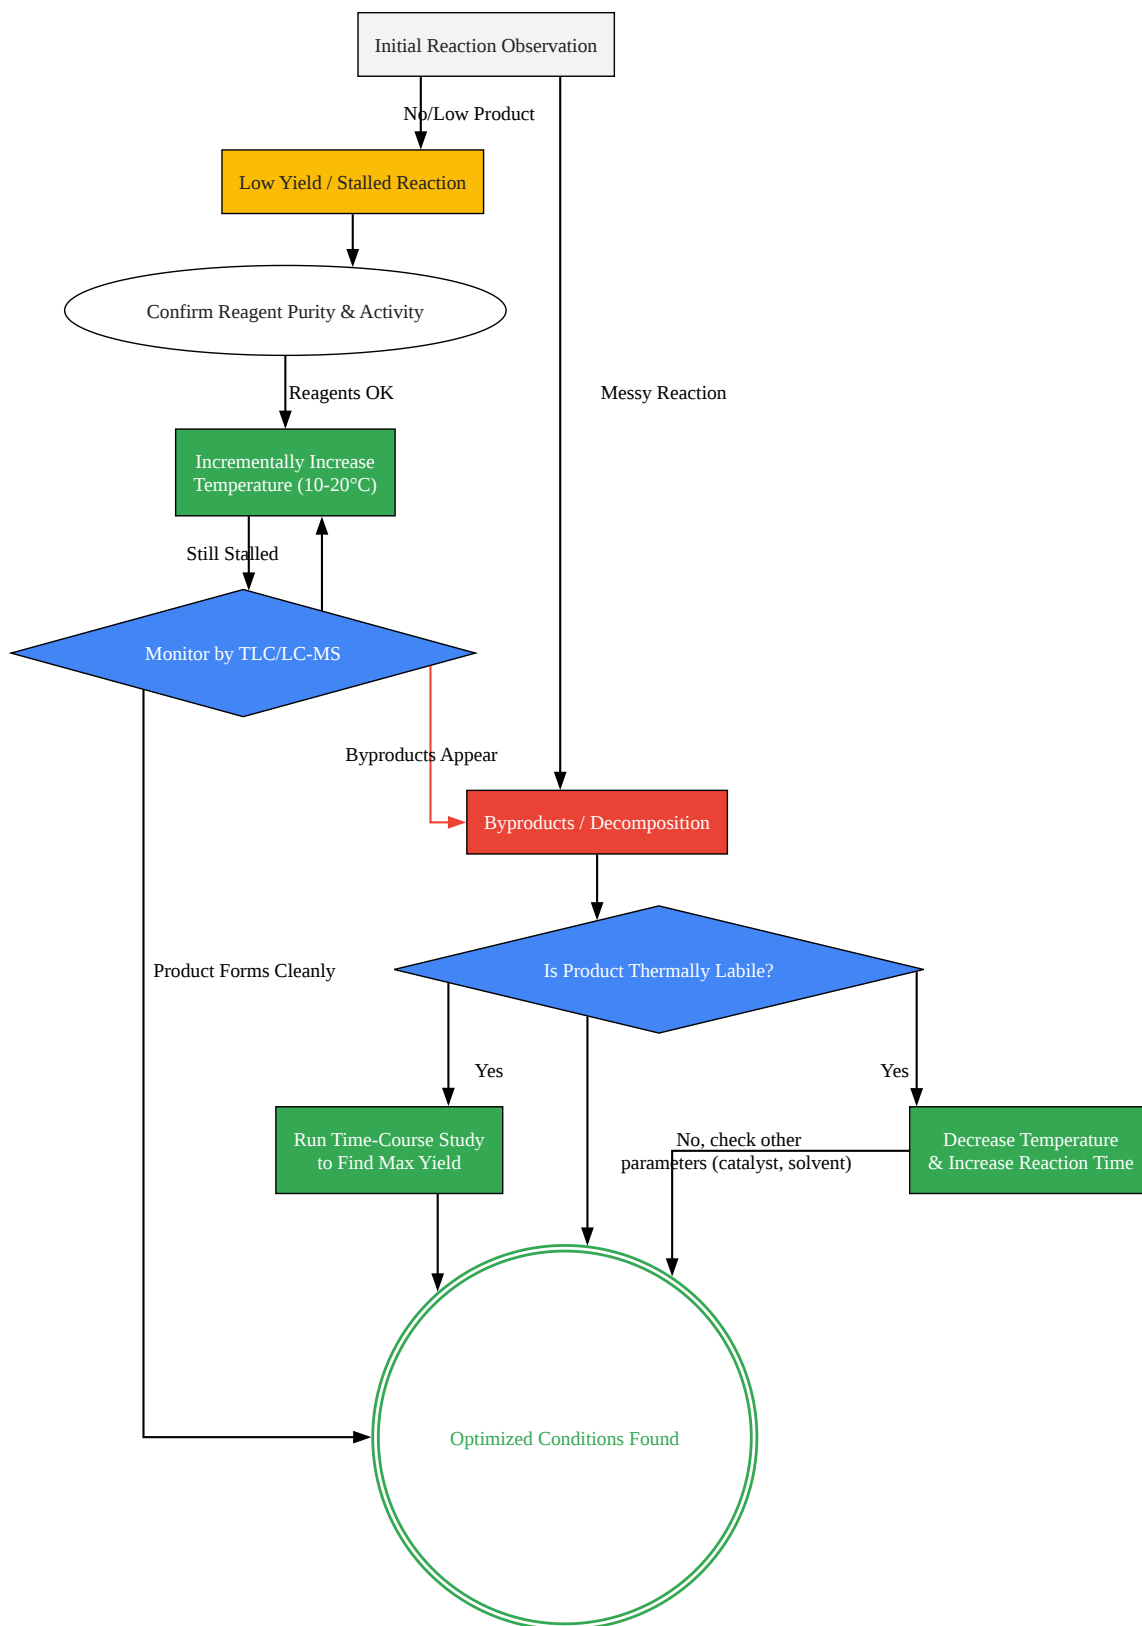 Initial Reaction Observation
No/Low Product
Low Yield / Stalled Reaction
Confirm Reagent Purity & Activity
Reagents OK
Messy Reaction
Incrementally Increase
Temperature (10-20°C)
Still Stalled
Monitor by TLC/LC-MS
Byproducts Appear
Byproducts / Decomposition
Product Forms Cleanly
Is Product Thermally Labile?
Yes
Yes
Run Time-Course Study
to Find Max Yield
No, check other
parameters (catalyst, solvent)
Decrease Temperature
& Increase Reaction Time
Optimized Conditions Found